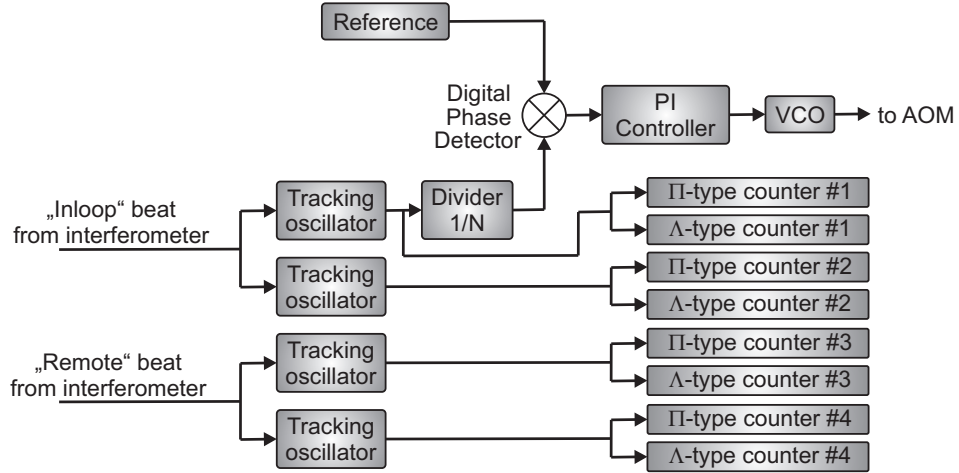 Reference
Digital
Phase
Detector
PI
Controller
VCO
to AOM
„Inloop“ beat
from interferometer
Tracking
oscillator
Divider
1/N
Π-type counter #1
Λ-type counter #1
Tracking
oscillator
Π-type counter #2
Λ-type counter #2
„Remote“ beat
from interferometer
Tracking
oscillator
Π-type counter #3
Λ-type counter #3
Tracking
oscillator
Π-type counter #4
Λ-type counter #4